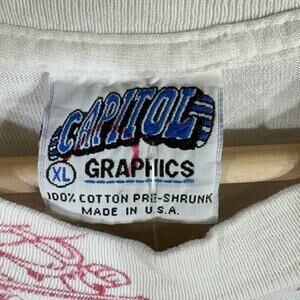 CAPITOL
XL GRAPHICS
100% COTTON PRE-SHRUNK
MADE IN U.S.A.